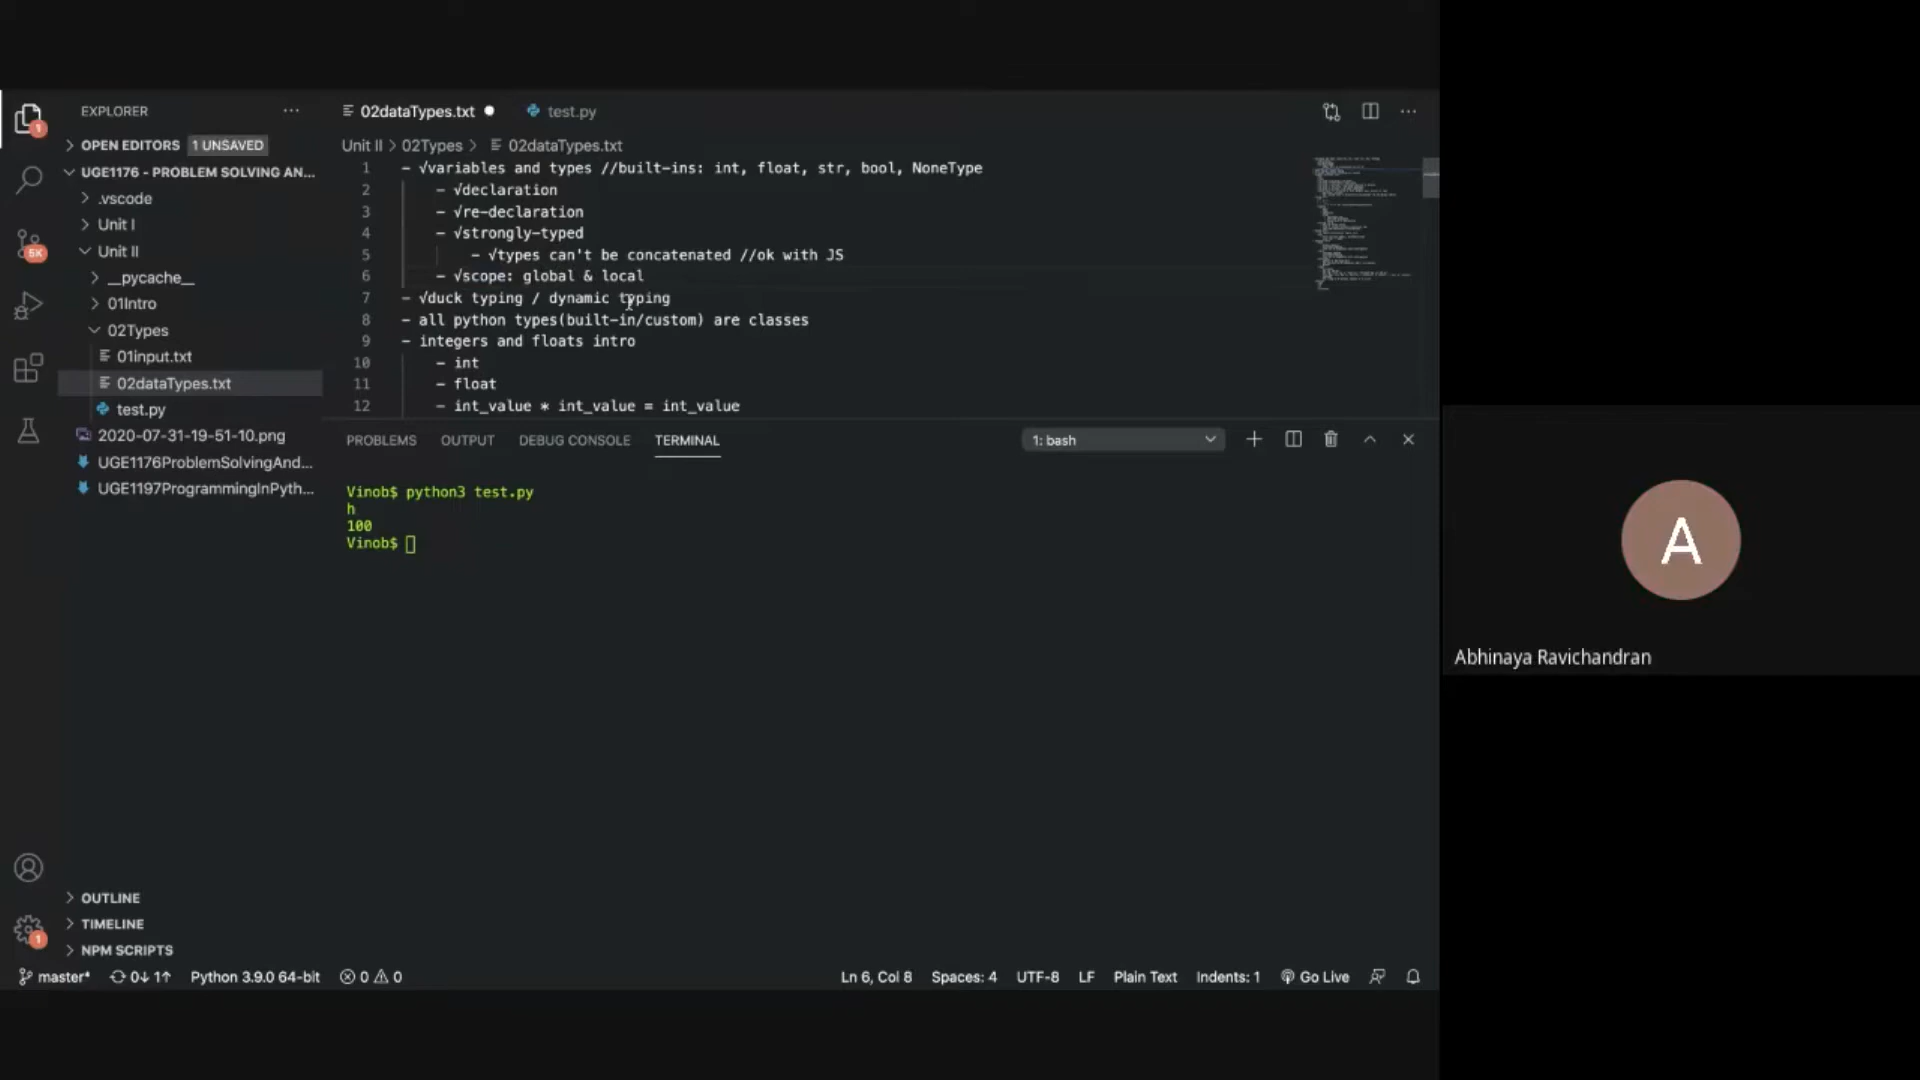 EXPLORER ···
02dataTypes.txt ●
test.py
···
OPEN EDITORS 1 UNSAVED
Unit II > 02Types > 02dataTypes.txt
UGE1176 - PROBLEM SOLVING AN...
.vscode
Unit I
Unit II
__pycache__
01Intro
02Types
01input.txt
02dataTypes.txt
test.py
2020-07-31-19-51-10.png
UGE1176ProblemSolvingAnd...
UGE1197ProgrammingInPyth...
1
5K
1 - √variables and types //built-ins: int, float, str, bool, NoneType
2 - √declaration
3 - √re-declaration
4 - √strongly-typed
5 - √types can't be concatenated //ok with JS
6 - √scope: global & local
7 - √duck typing / dynamic typing
8 - all python types(built-in/custom) are classes
9 - integers and floats intro
10 - int
11 - float
12 - int_value * int_value = int_value
PROBLEMS OUTPUT DEBUG CONSOLE TERMINAL 1: bash
Vinob$ python3 test.py
h
100
Vinob$
A
Abhinaya Ravichandran
OUTLINE
TIMELINE
NPM SCRIPTS
1
master* 0↓ 1↑ Python 3.9.0 64-bit 0 0 Ln 6, Col 8 Spaces: 4 UTF-8 LF Plain Text Indents: 1 Go Live